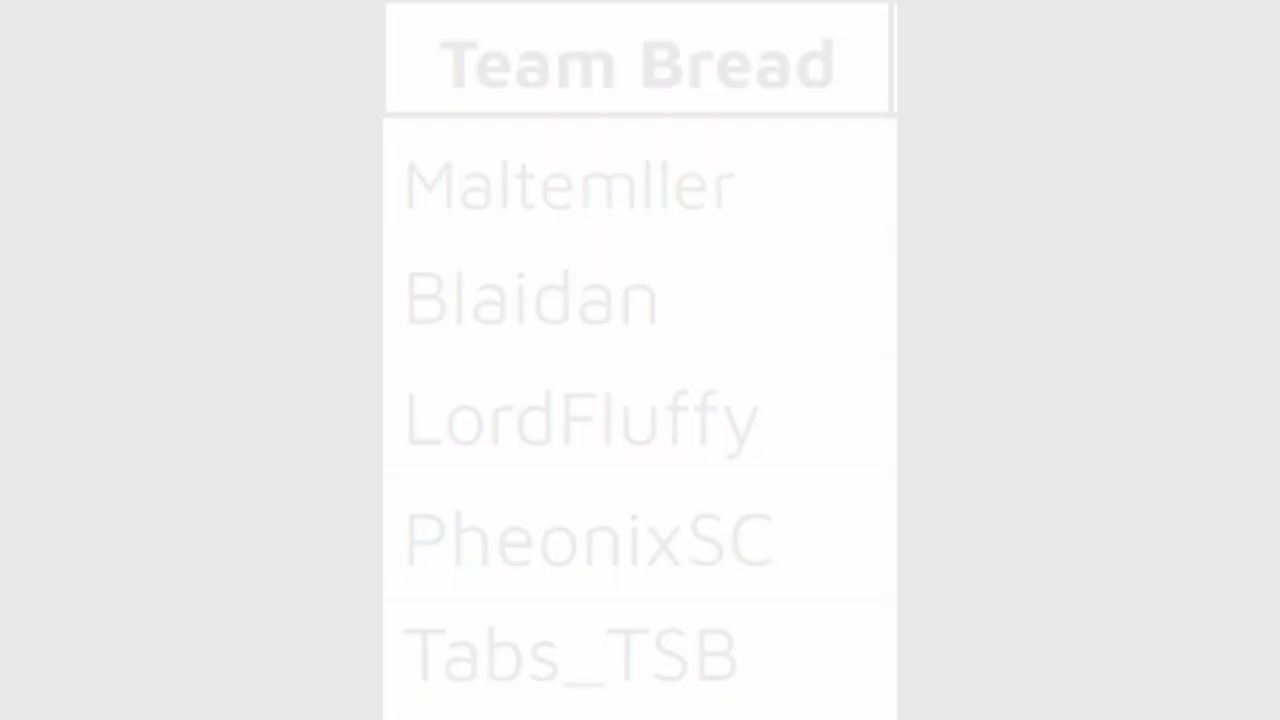 Team Bread
Maltemller
Blaidan
LordFluffy
PheonixSC
Tabs_TSB